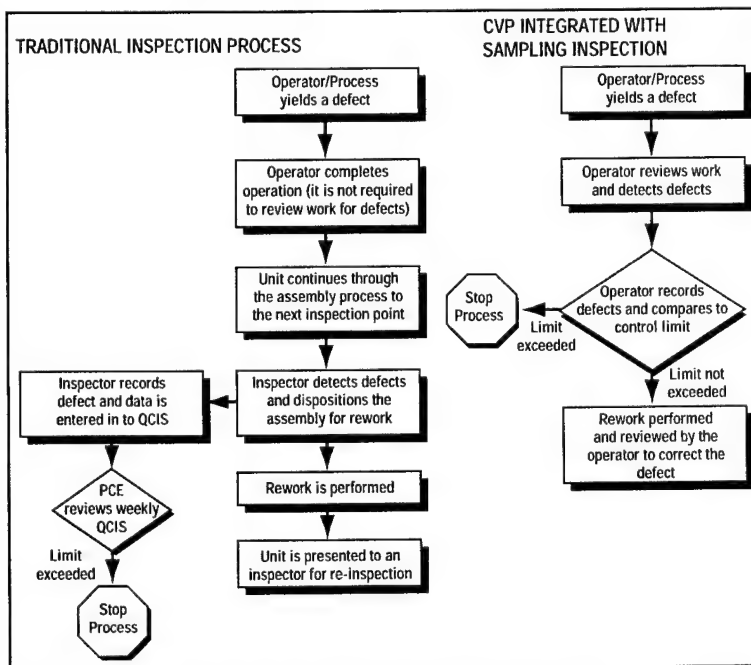 TRADITIONAL INSPECTION PROCESS
Operator/Process
yields a defect
Operator completes
operation (it is not required
to review work for defects)
Unit continues through
the assembly process to
the next inspection point
Inspector detects defects
and dispositions the
assembly for rework
Inspector records
defect and data is
entered in to QCIS
PCE
reviews weekly
QCIS
Limit
exceeded
Stop
Process
Rework is performed
Unit is presented to an
inspector for re-inspection
CVP INTEGRATED WITH
SAMPLING INSPECTION
Operator/Process
yields a defect
Operator reviews work
and detects defects
Operator records
defects and compares to
control limit
Stop
Process
Limit
exceeded
Limit not
exceeded
Rework performed
and reviewed by the
operator to correct the
defect